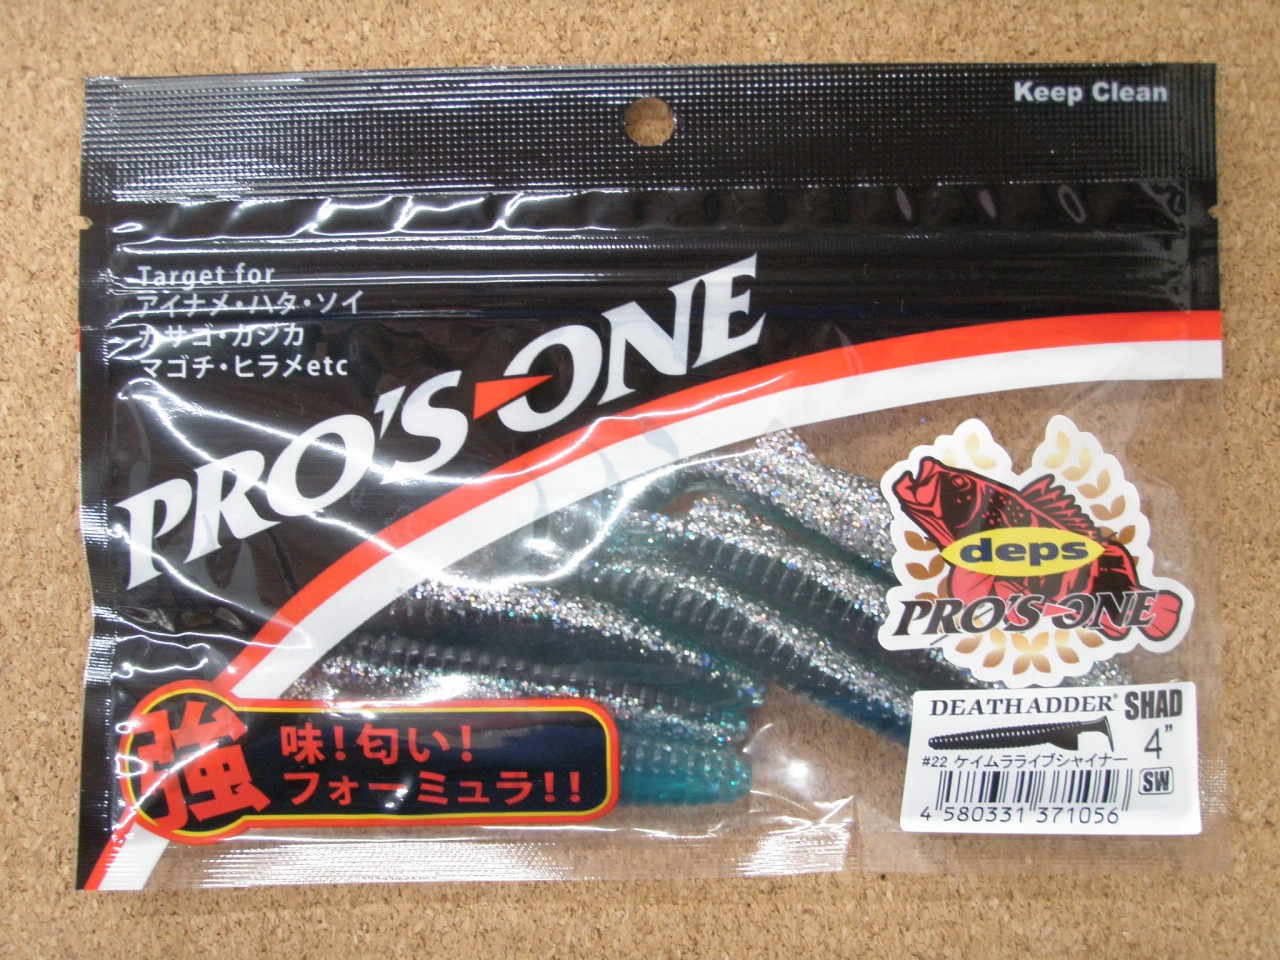 Keep Clean
Target for
アイナメ・ハタ・ソイ
カサゴ・カジカ
マゴチ・ヒラメetc
PRO'S-ONE
deps
PRO'S-ONE
強
味！匂い！
フォーミュラ！！
DEATHADDER® SHAD
4"
#22 ケイムラライブシャイナー
SW
4 580331 371056